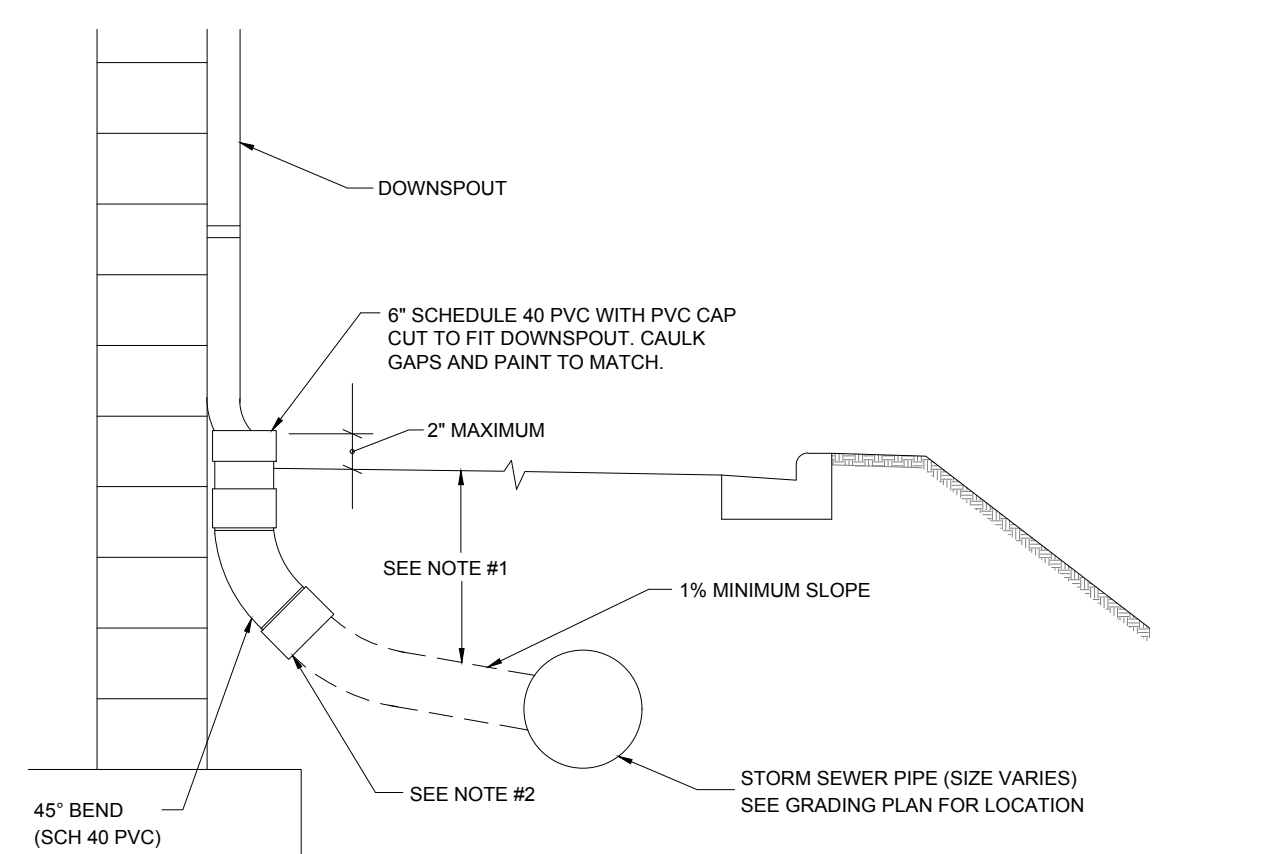 DOWNSPOUT
6" SCHEDULE 40 PVC WITH PVC CAP
CUT TO FIT DOWNSPOUT. CAULK
GAPS AND PAINT TO MATCH.
2" MAXIMUM
SEE NOTE #1
1% MINIMUM SLOPE
SEE NOTE #2
STORM SEWER PIPE (SIZE VARIES)
SEE GRADING PLAN FOR LOCATION
45° BEND
(SCH 40 PVC)